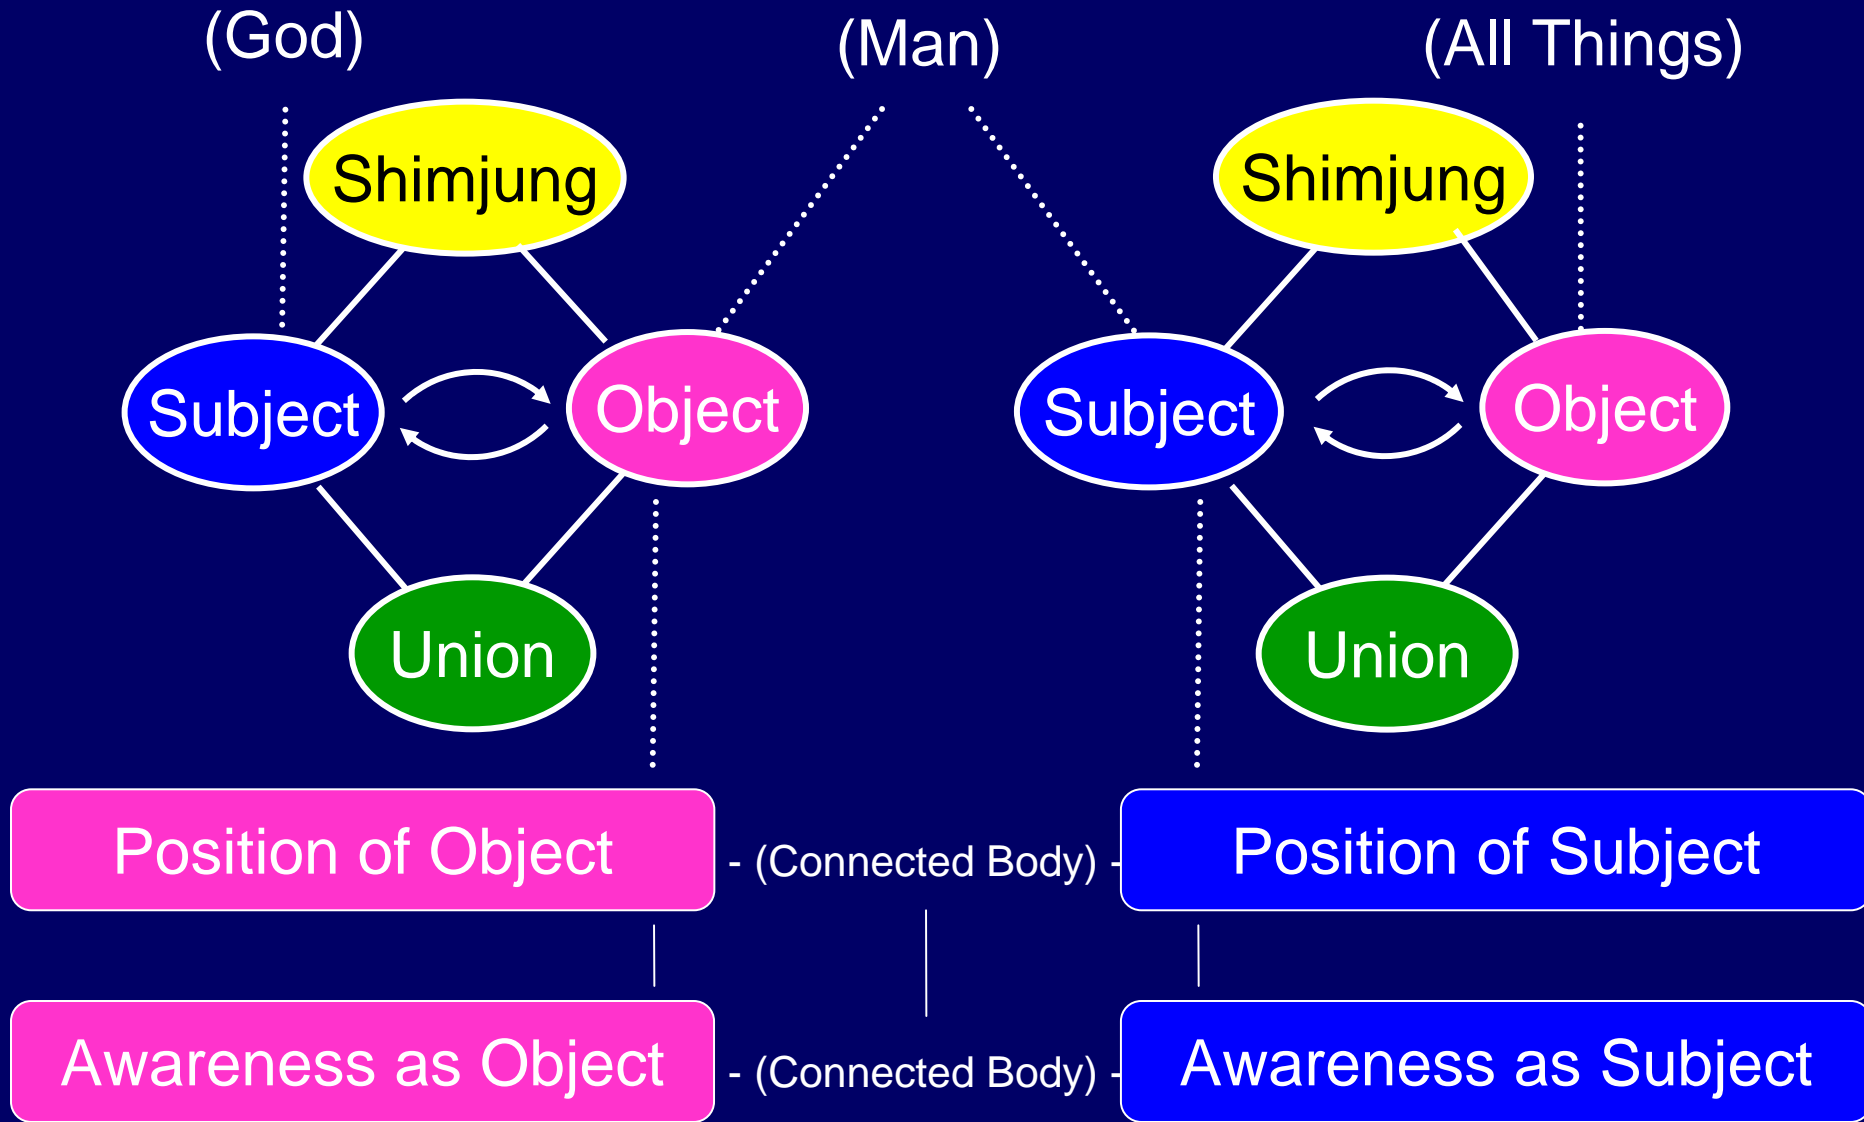 (God)
(Man)
(All Things)
Shimjung
Shimjung
Subject
Object
Subject
Object
Union
Union
Position of Object
- (Connected Body) -
Position of Subject
Awareness as Object
- (Connected Body) -
Awareness as Subject